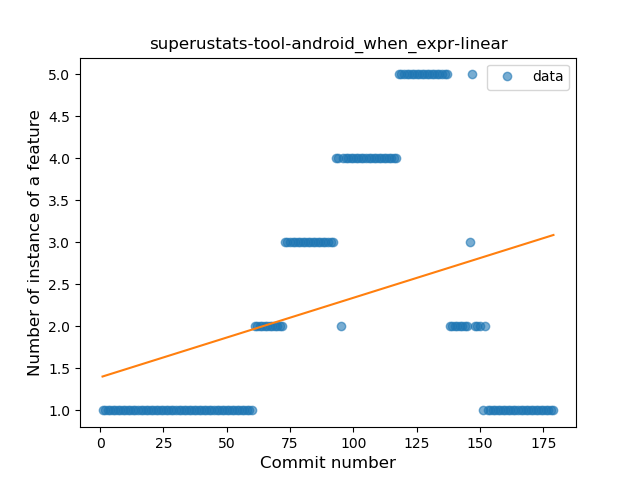 superustats-tool-android_when_expr-linear
data
Number of instance of a feature
5.0
4.5
4.0
3.5
3.0
2.5
2.0
1.5
1.0
0 25 50 75 100 125 150 175
Commit number